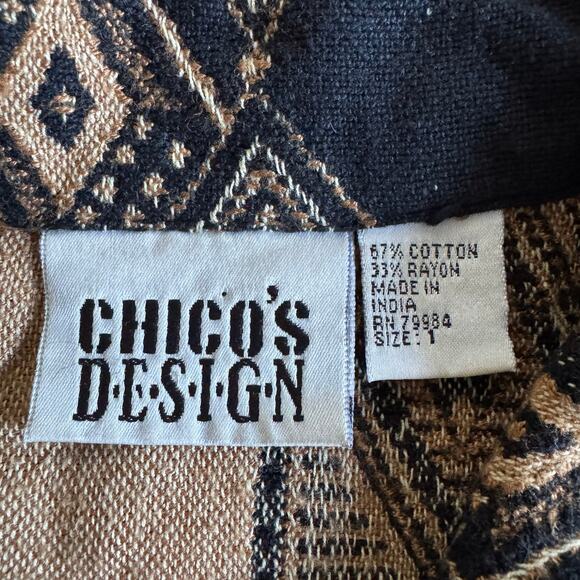 CHICO'S
D·E·S·I·G·N
67% COTTON
33% RAYON
MADE IN
INDIA
RN 79984
SIZE: 1